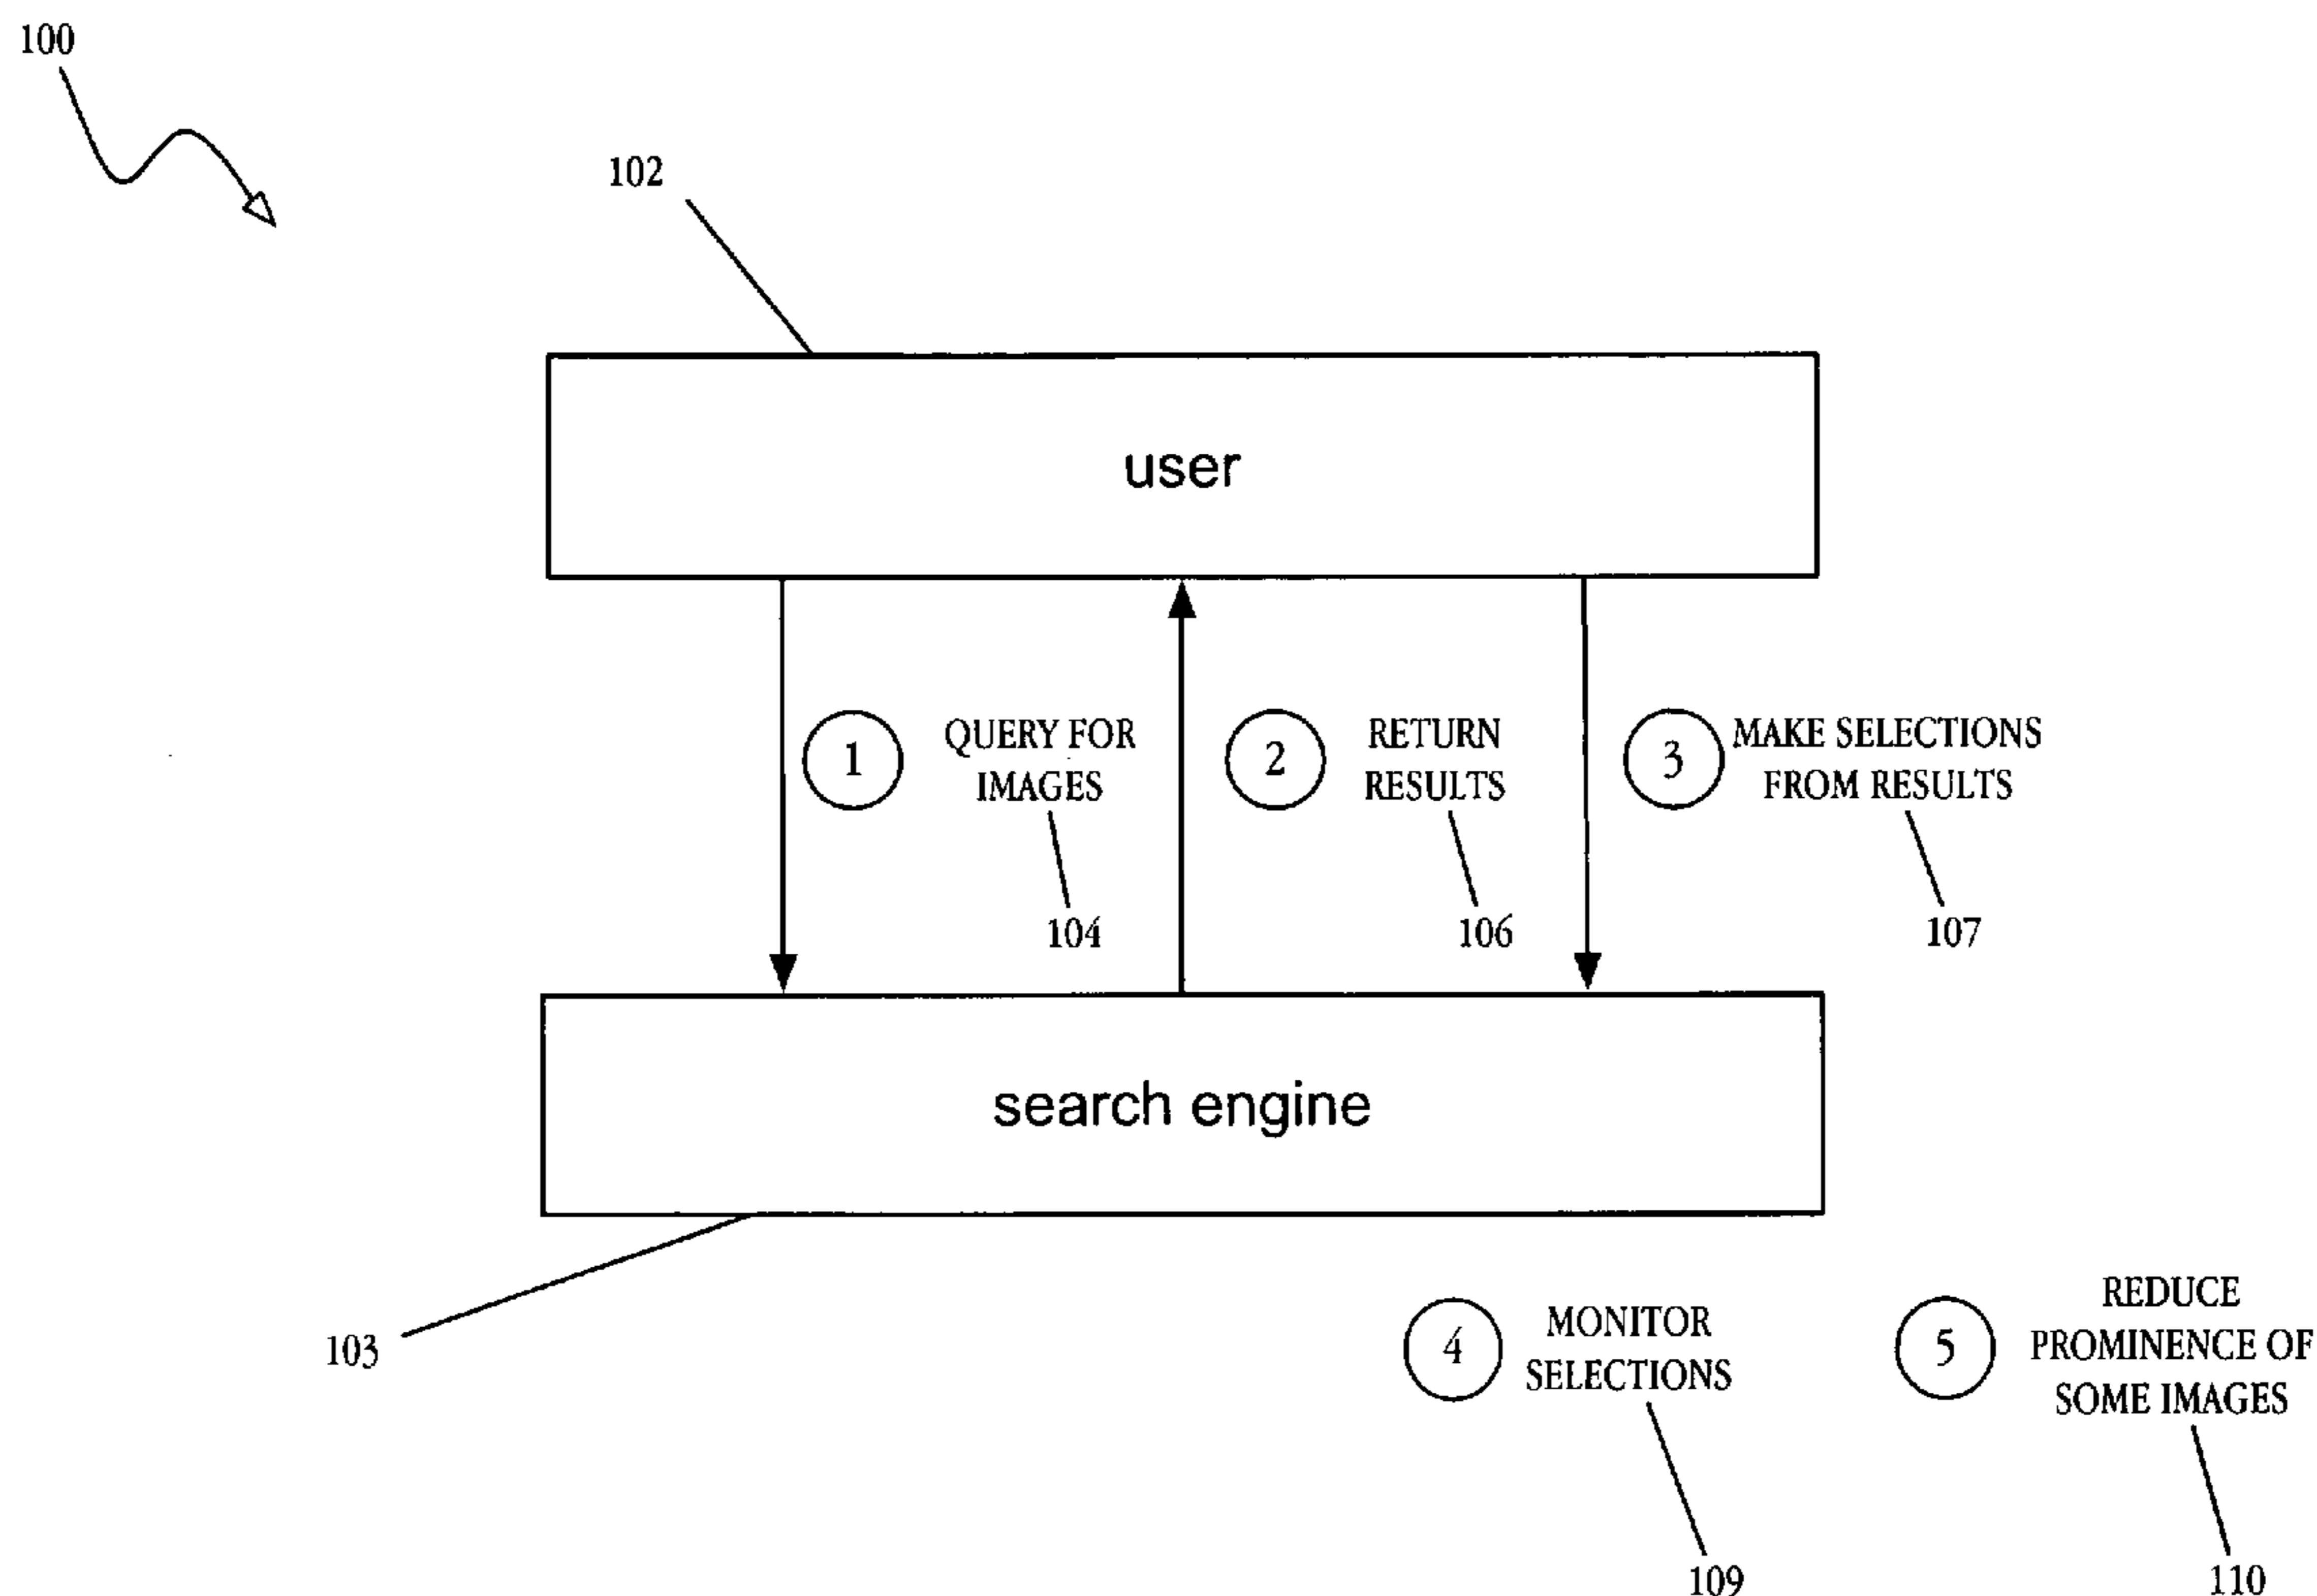 100
102
user
1
QUERY FOR
IMAGES
104
2
RETURN
RESULTS
106
3
MAKE SELECTIONS
FROM RESULTS
107
search engine
103
4
MONITOR
SELECTIONS
109
5
REDUCE
PROMINENCE OF
SOME IMAGES
110